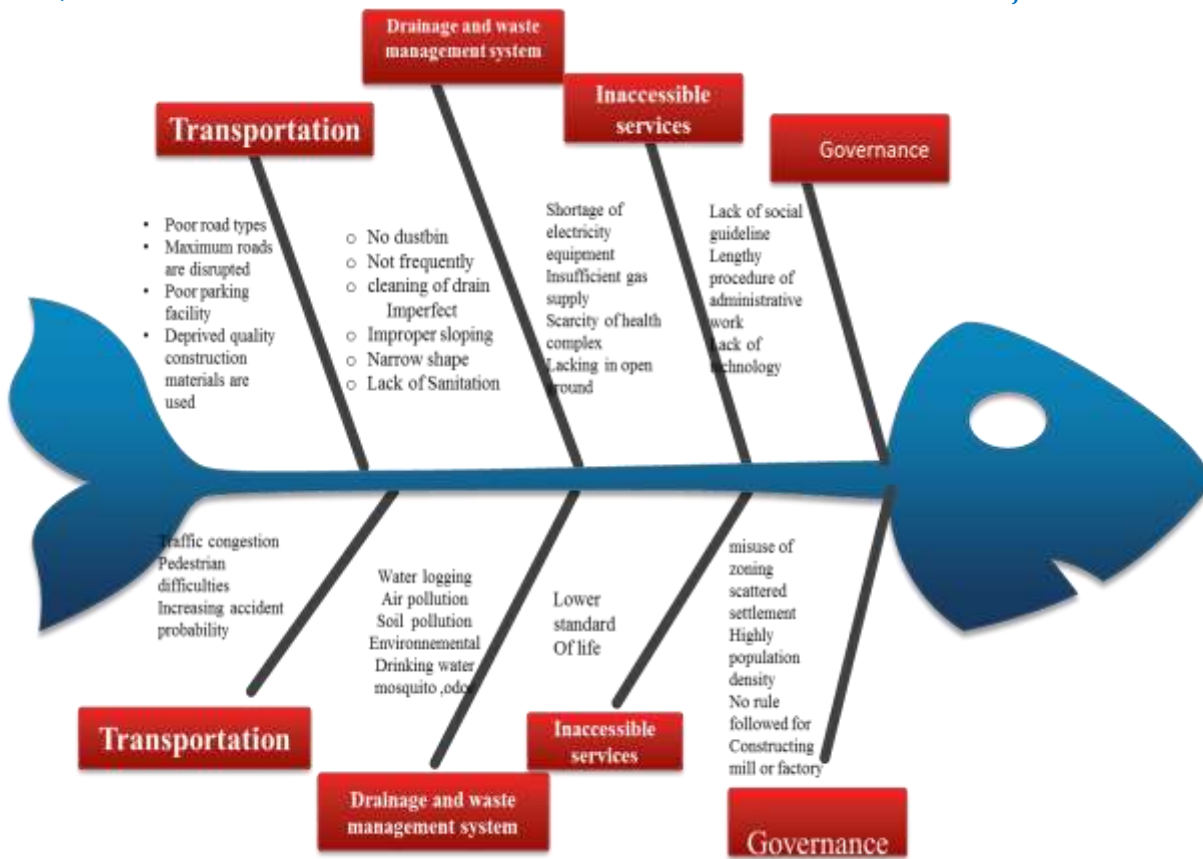 Drainage and waste
management system
Transportation
Inaccessible
services
Governance
• Poor road types
• Maximum roads
are disrupted
• Poor parking
facility
• Deprived quality
construction
materials are
used
o No dustbin
o Not frequently
o cleaning of drain
Imperfect
o Improper sloping
o Narrow shape
o Lack of Sanitation
Shortage of
electricity
equipment
Insufficient gas
supply
Scarcity of health
complex
Lacking in open
ground
Lack of social
guideline
Lengthy
procedure of
administrative
work
Lack of
technology
Traffic congestion
Pedestrian
difficulties
Increasing accident
probability
Water logging
Air pollution
Soil pollution
Environnemental
Drinking water
mosquito ,odor
Lower
standard
Of life
misuse of
zoning
scattered
settlement
Highly
population
density
No rule
followed for
Constructing
mill or factory
Transportation
Drainage and waste
management system
Inaccessible
services
Governance